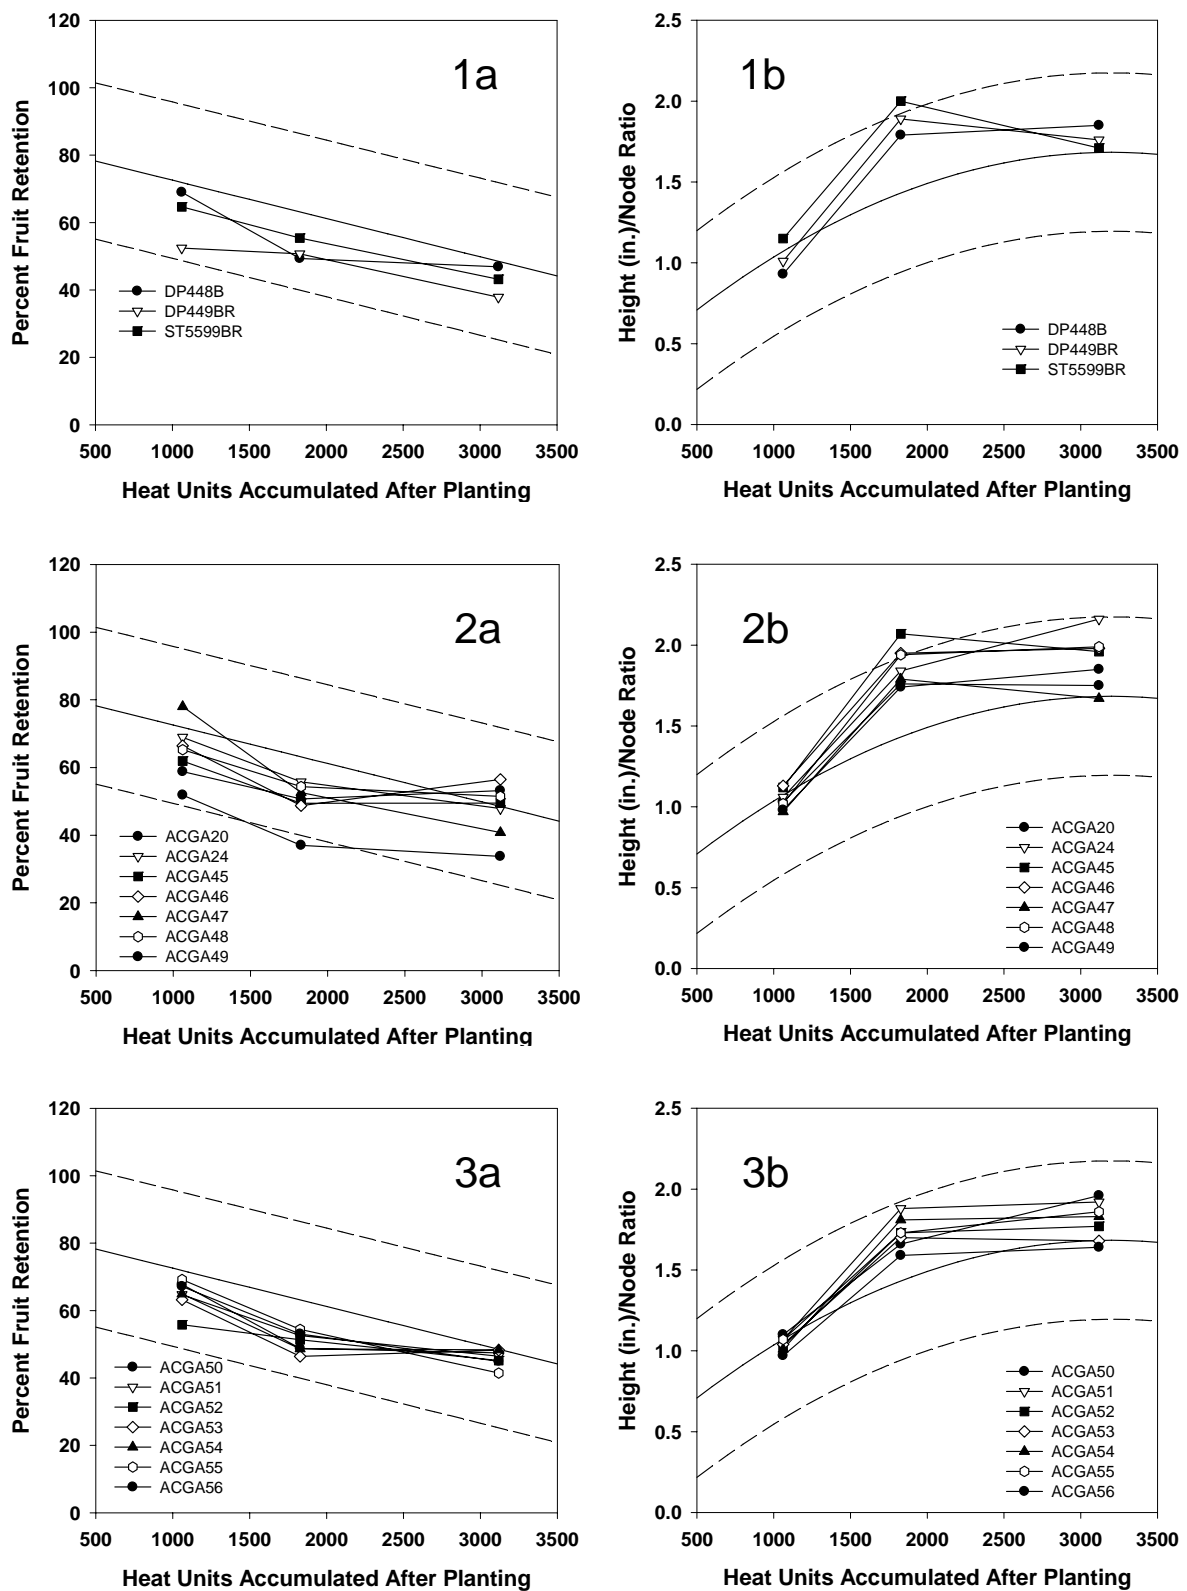 120
100
80
60
40
20
0
Percent Fruit Retention
1a
DP448B
DP449BR
ST5599BR
500 1000 1500 2000 2500 3000 3500
Heat Units Accumulated After Planting
2.5
2.0
1.5
1.0
0.5
0.0
Height (in.)/Node Ratio
1b
DP448B
DP449BR
ST5599BR
500 1000 1500 2000 2500 3000 3500
Heat Units Accumulated After Planting
120
100
80
60
40
20
0
Percent Fruit Retention
2a
ACGA20
ACGA24
ACGA45
ACGA46
ACGA47
ACGA48
ACGA49
500 1000 1500 2000 2500 3000 3500
Heat Units Accumulated After Planting
2.5
2.0
1.5
1.0
0.5
0.0
Height (in.)/Node Ratio
2b
ACGA20
ACGA24
ACGA45
ACGA46
ACGA47
ACGA48
ACGA49
500 1000 1500 2000 2500 3000 3500
Heat Units Accumulated After Planting
120
100
80
60
40
20
0
Percent Fruit Retention
3a
ACGA50
ACGA51
ACGA52
ACGA53
ACGA54
ACGA55
ACGA56
500 1000 1500 2000 2500 3000 3500
Heat Units Accumulated After Planting
2.5
2.0
1.5
1.0
0.5
0.0
Height (in.)/Node Ratio
3b
ACGA50
ACGA51
ACGA52
ACGA53
ACGA54
ACGA55
ACGA56
500 1000 1500 2000 2500 3000 3500
Heat Units Accumulated After Planting